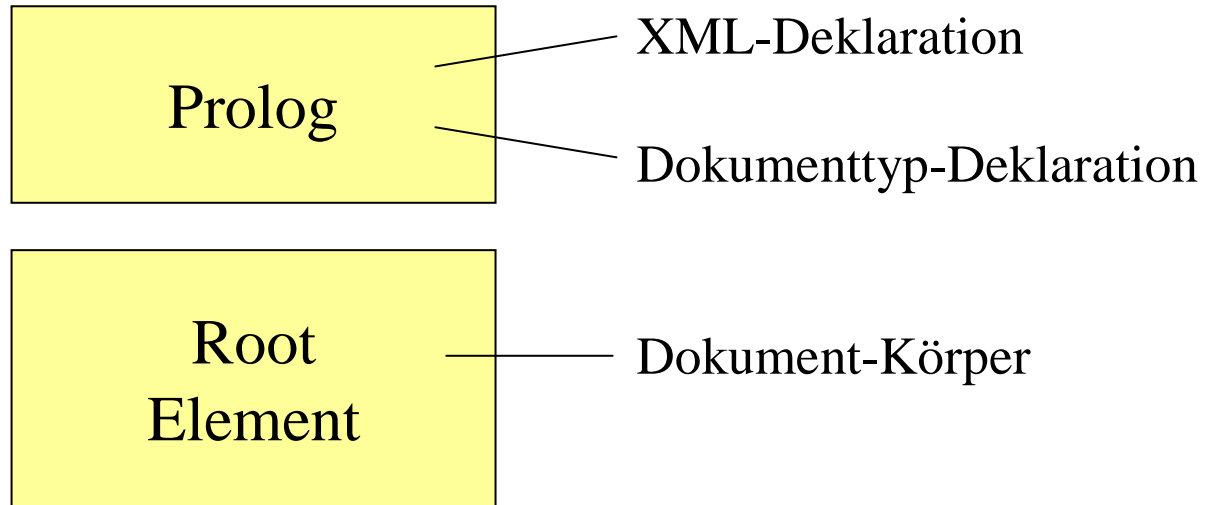 XML-Deklaration
Prolog
Dokumenttyp-Deklaration
Root
Element
Dokument-Körper